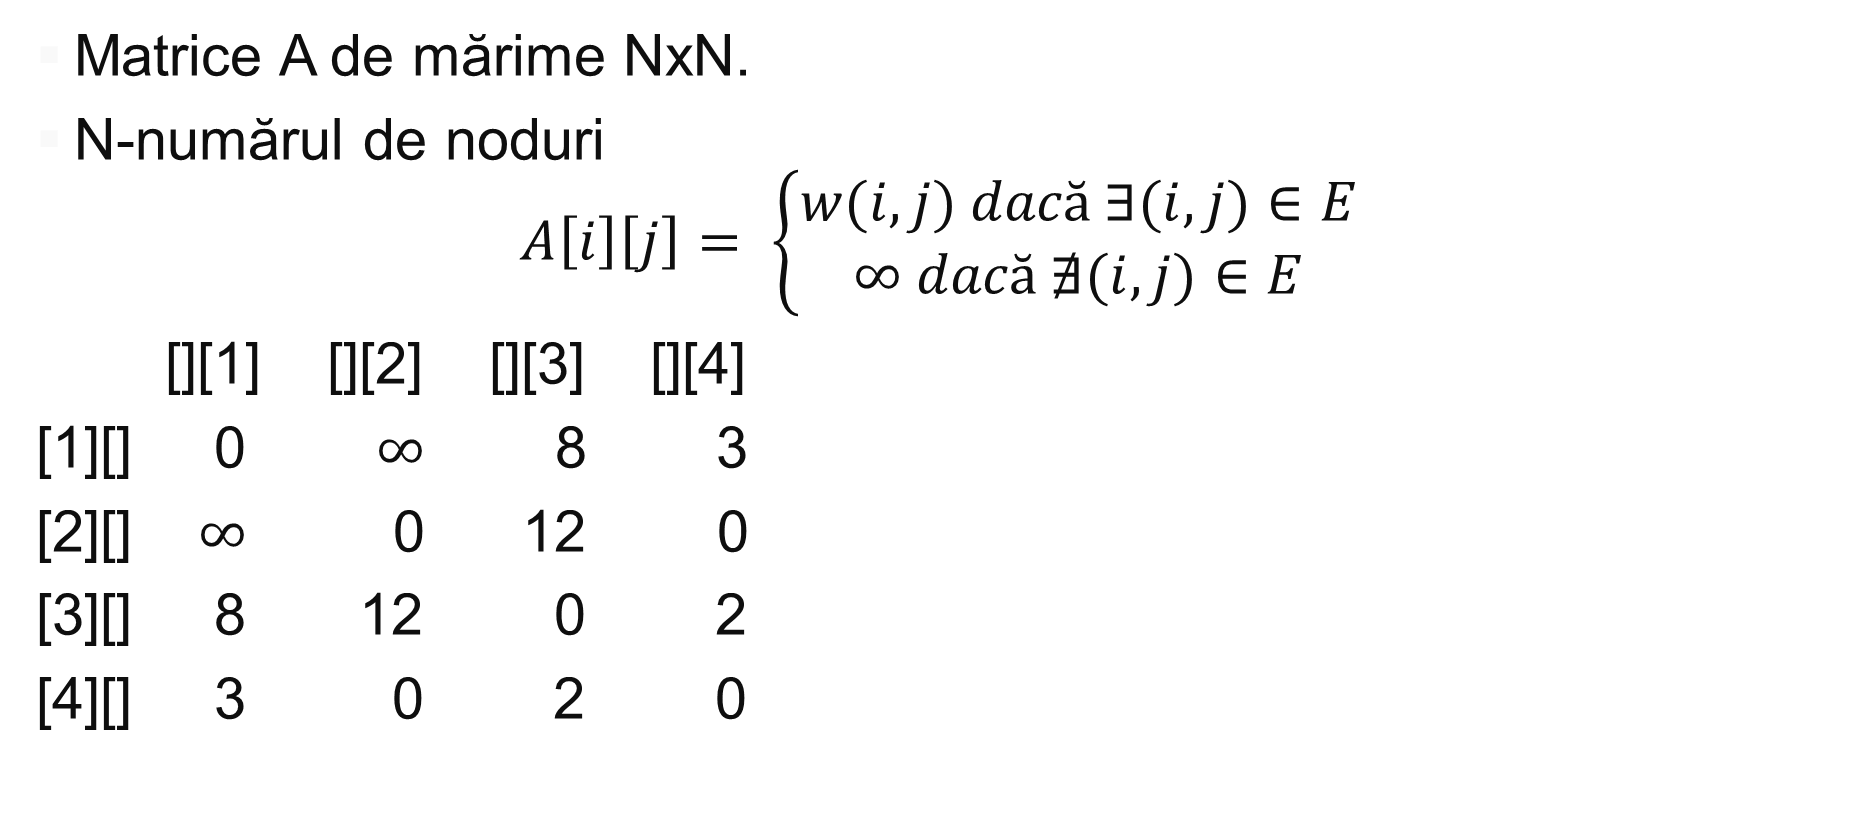 Matrice A de mărime NxN.
N-numărul de noduri
A[i][j] = { w(i, j) dacă ∃(i, j) ∈ E
∞ dacă ∄(i, j) ∈ E
[][1] [][2] [][3] [][4]
[1][] 0 ∞ 8 3
[2][] ∞ 0 12 0
[3][] 8 12 0 2
[4][] 3 0 2 0